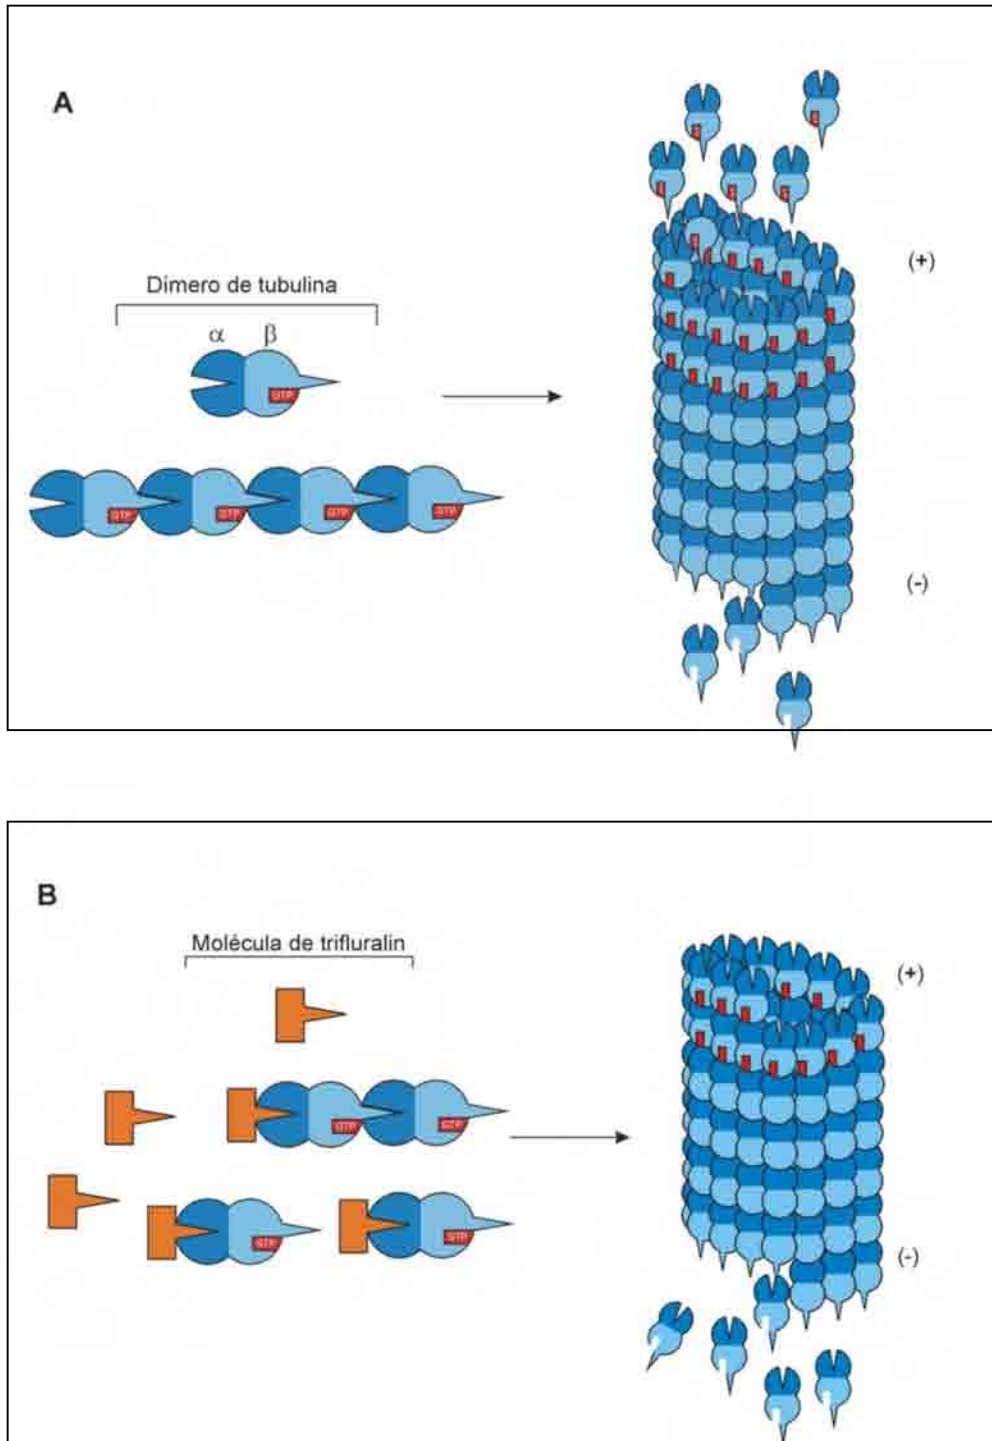 A
Dímero de tubulina
α β
GTP
GTP GTP GTP GTP
(+)
(-)
B
Molécula de trifluralin
GTP GTP
GTP GTP
(+)
(-)